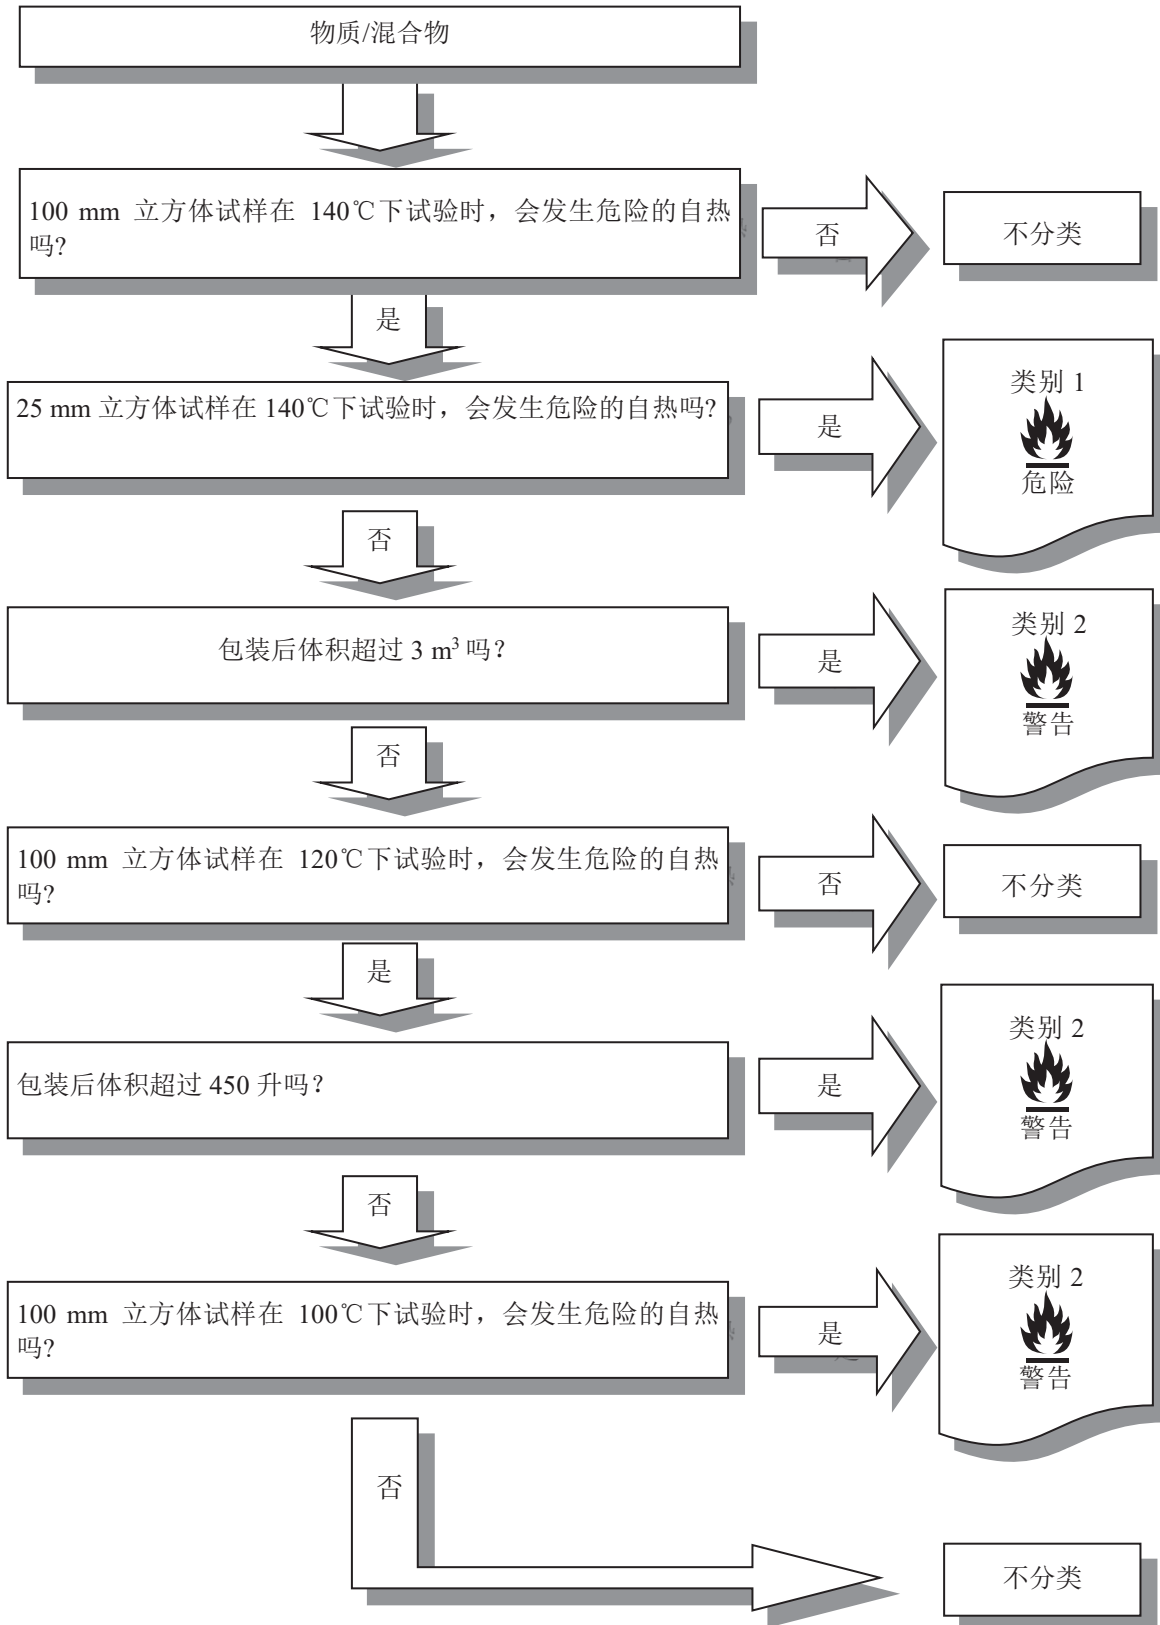 物质/混合物
100 mm 立方体试样在 140℃下试验时，会发生危险的自热
吗?
否
不分类
是
25 mm 立方体试样在 140℃下试验时，会发生危险的自热吗?
是
类别 1
危险
否
包装后体积超过 3 m³ 吗?
是
类别 2
警告
否
100 mm 立方体试样在 120℃下试验时，会发生危险的自热
吗?
否
不分类
是
包装后体积超过 450 升吗?
是
类别 2
警告
否
100 mm 立方体试样在 100℃下试验时，会发生危险的自热
吗?
是
类别 2
警告
否
不分类